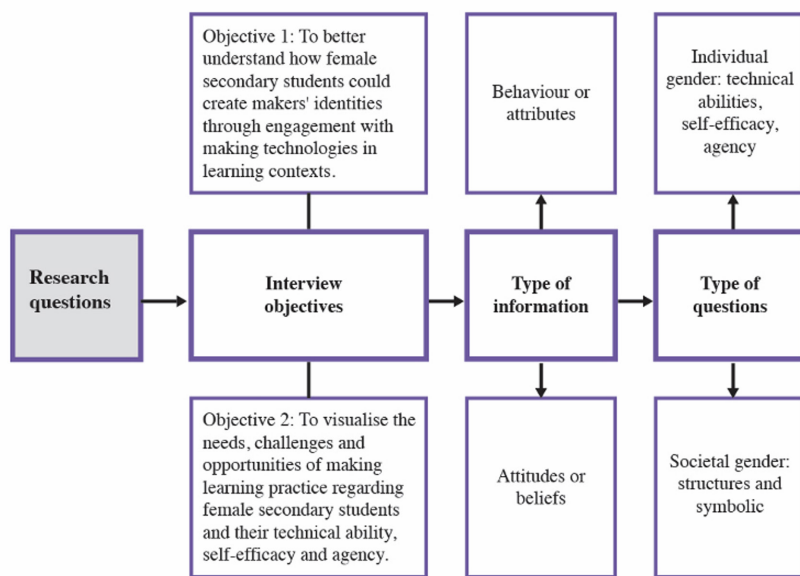 Objective 1: To better
understand how female
secondary students could
create makers' identities
through engagement with
making technologies in
learning contexts.
Behaviour or
attributes
Individual
gender: technical
abilities,
self-efficacy,
agency
Research
questions
Interview
objectives
Type of
information
Type of
questions
Objective 2: To visualise the
needs, challenges and
opportunities of making
learning practice regarding
female secondary students
and their technical ability,
self-efficacy and agency.
Attitudes or
beliefs
Societal gender:
structures and
symbolic